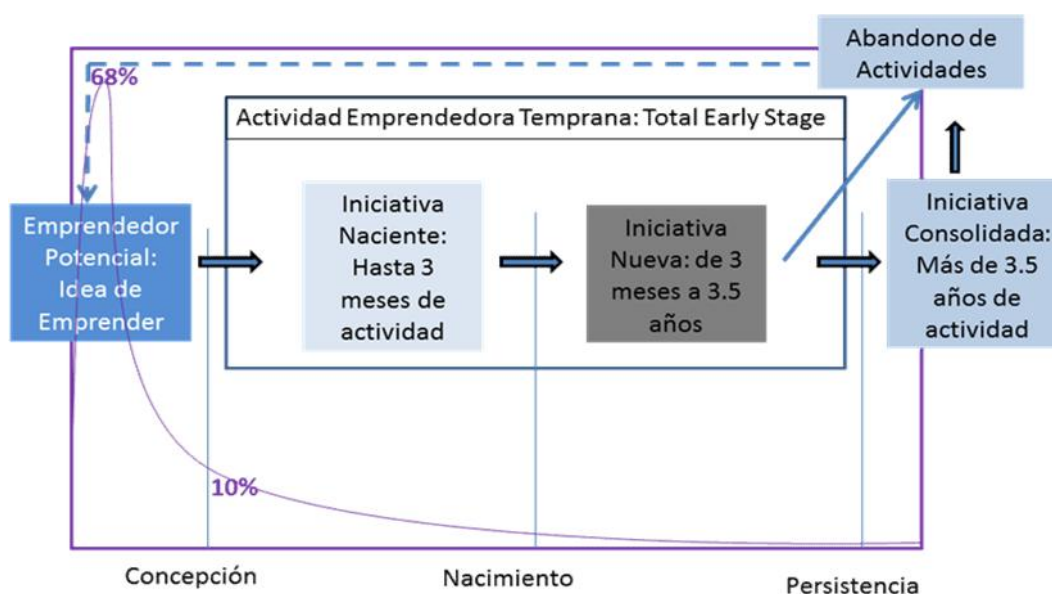 68%
Abandono de
Actividades
Actividad Emprendedora Temprana: Total Early Stage
Emprendedor
Potencial:
Idea de
Emprender
Iniciativa
Naciente:
Hasta 3
meses de
actividad
Iniciativa
Nueva: de 3
meses a 3.5
años
Iniciativa
Consolidada:
Más de 3.5
años de
actividad
10%
Concepción
Nacimiento
Persistencia